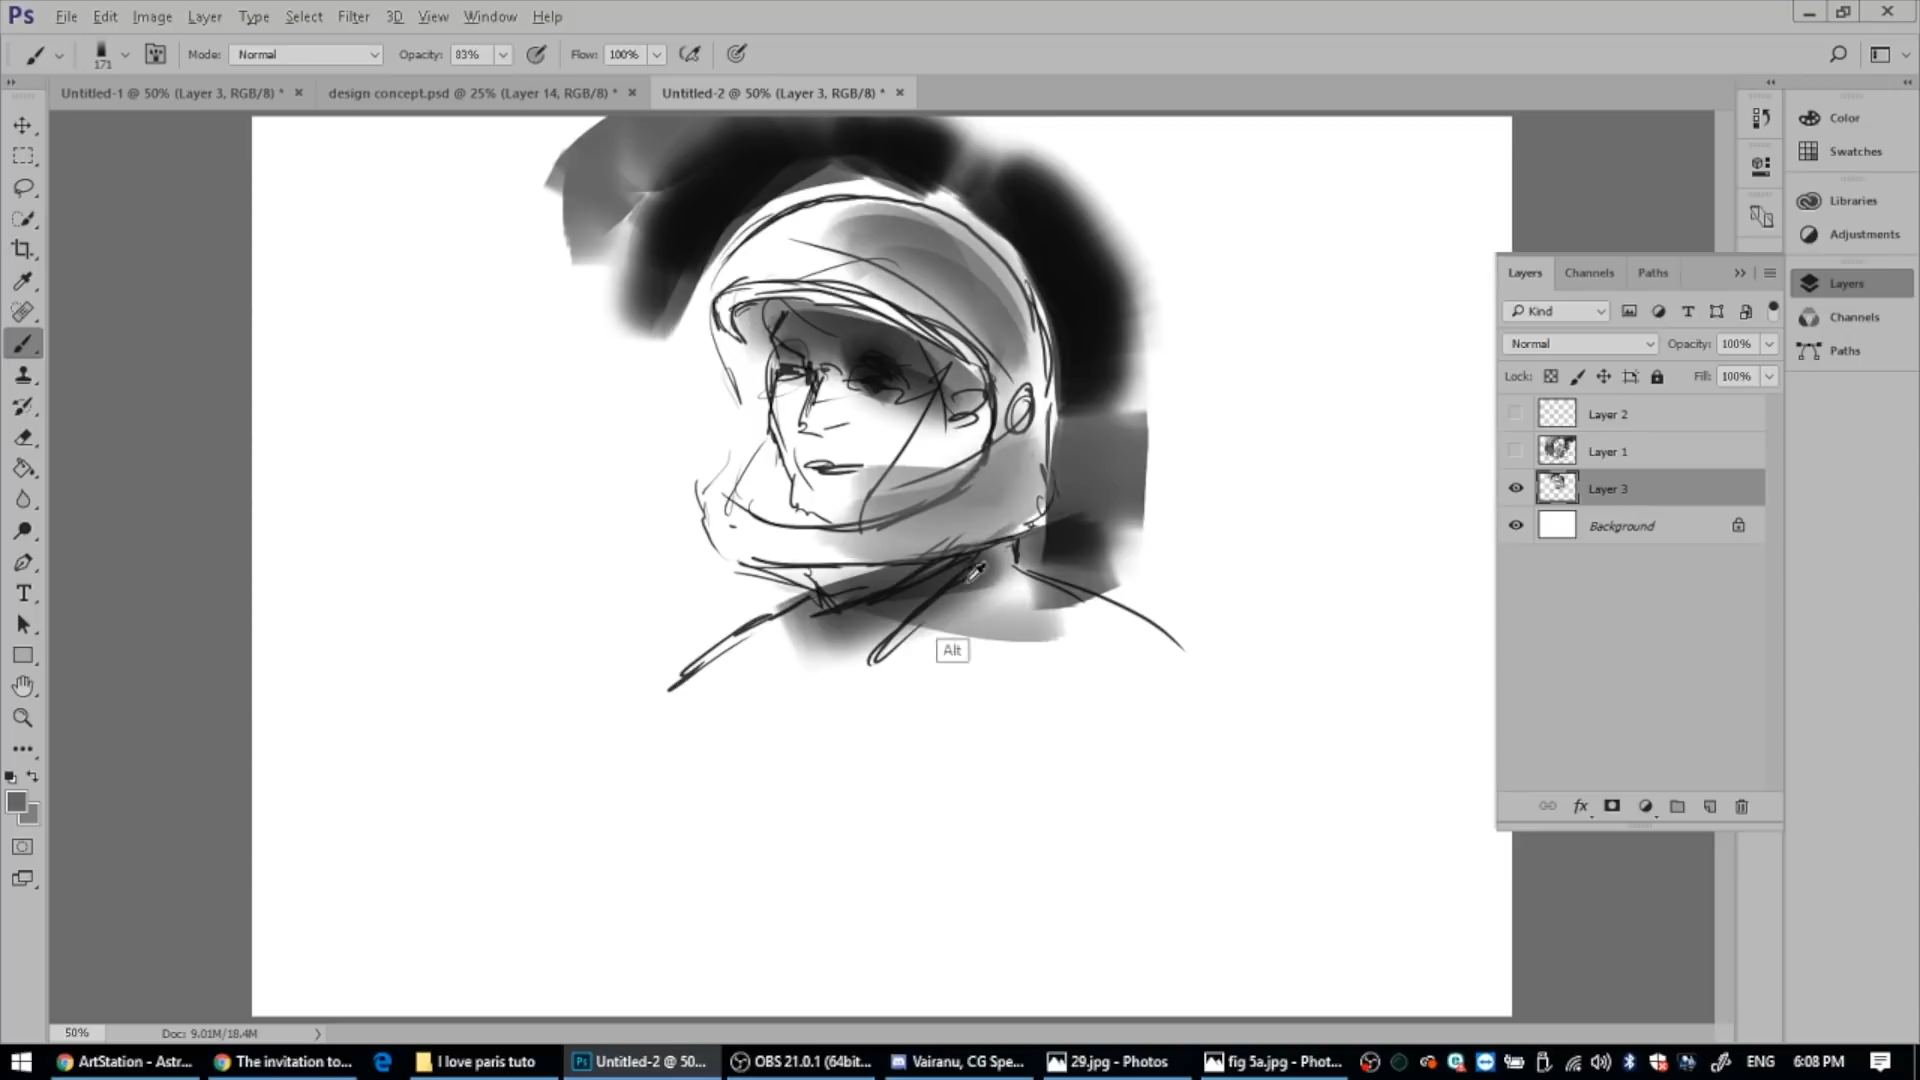 Ps File Edit Image Layer Type Select Filter 3D View Window Help
171 Mode: Normal Opacity: 83% Flow: 100%
Untitled-1 @ 50% (Layer 3, RGB/8) * × design concept.psd @ 25% (Layer 14, RGB/8) * × Untitled-2 @ 50% (Layer 3, RGB/8) * ×
Color
Swatches
Libraries
Adjustments
Layers
Channels
Paths
Layers Channels Paths
Kind
Normal Opacity: 100%
Lock: Fill: 100%
Layer 2
Layer 1
Layer 3
Background
fx
Alt
50% Doc: 9.01M/18.4M
ArtStation - Astr... The invitation to... I love paris tuto Ps Untitled-2 @ 50... OBS 21.0.1 (64bit... Vairanu, CG Spe... 29.jpg - Photos fig 5a.jpg - Phot... ENG 6:08 PM